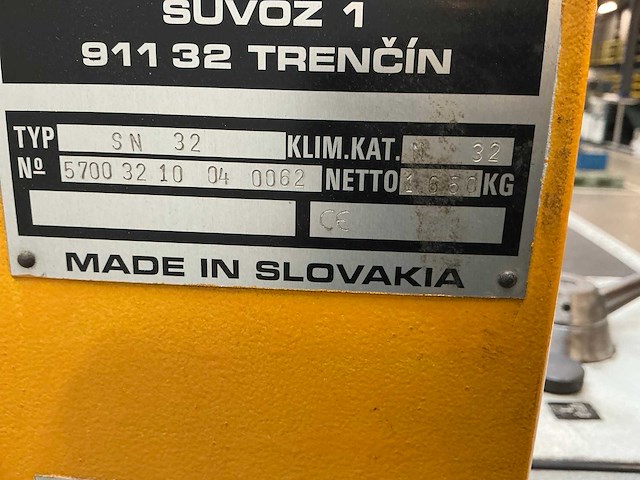 SÚVOZ 1
911 32 TRENČÍN
TYP SN 32 KLIM.KAT. N 32
Nº 5700 32 10 04 0062 NETTO 1650 KG
CE
MADE IN SLOVAKIA